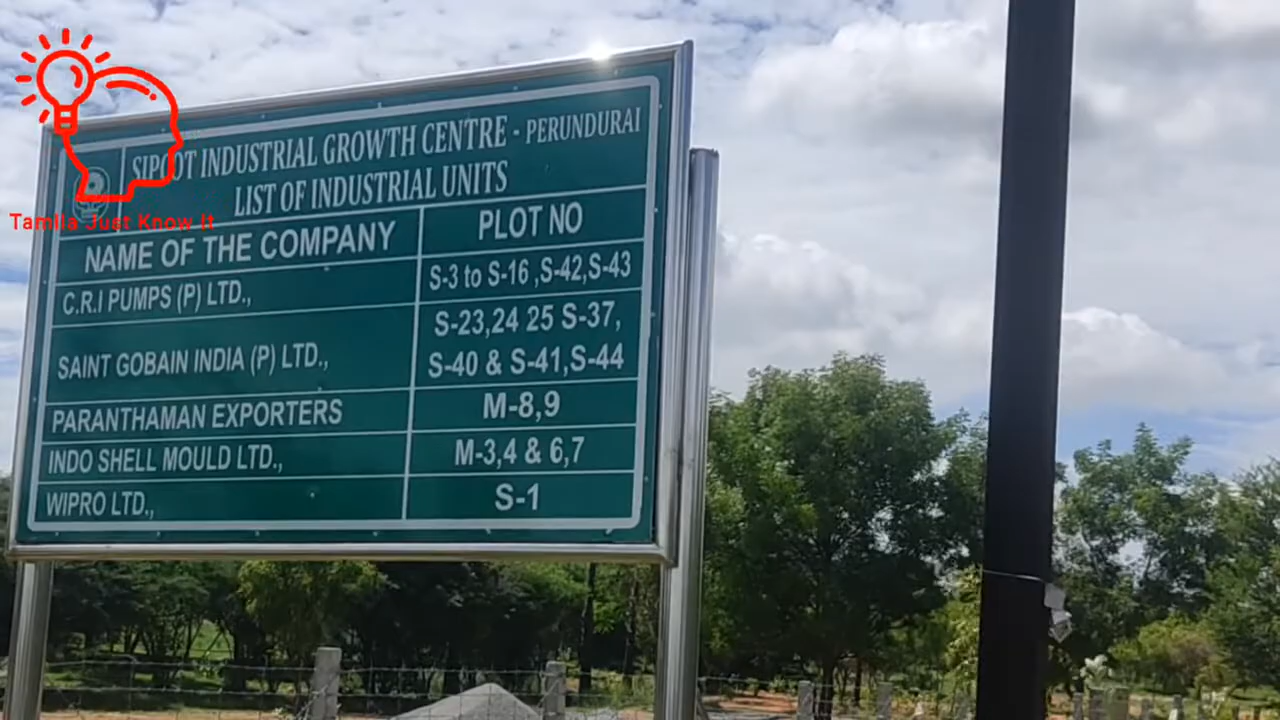 SIPCOT INDUSTRIAL GROWTH CENTRE - PERUNDURAI
LIST OF INDUSTRIAL UNITS
NAME OF THE COMPANY PLOT NO
C.R.I PUMPS (P) LTD., S-3 to S-16 ,S-42,S-43
SAINT GOBAIN INDIA (P) LTD., S-23,24 25 S-37,
S-40 & S-41,S-44
PARANTHAMAN EXPORTERS M-8,9
INDO SHELL MOULD LTD., M-3,4 & 6,7
WIPRO LTD., S-1
Tamila Just Know It